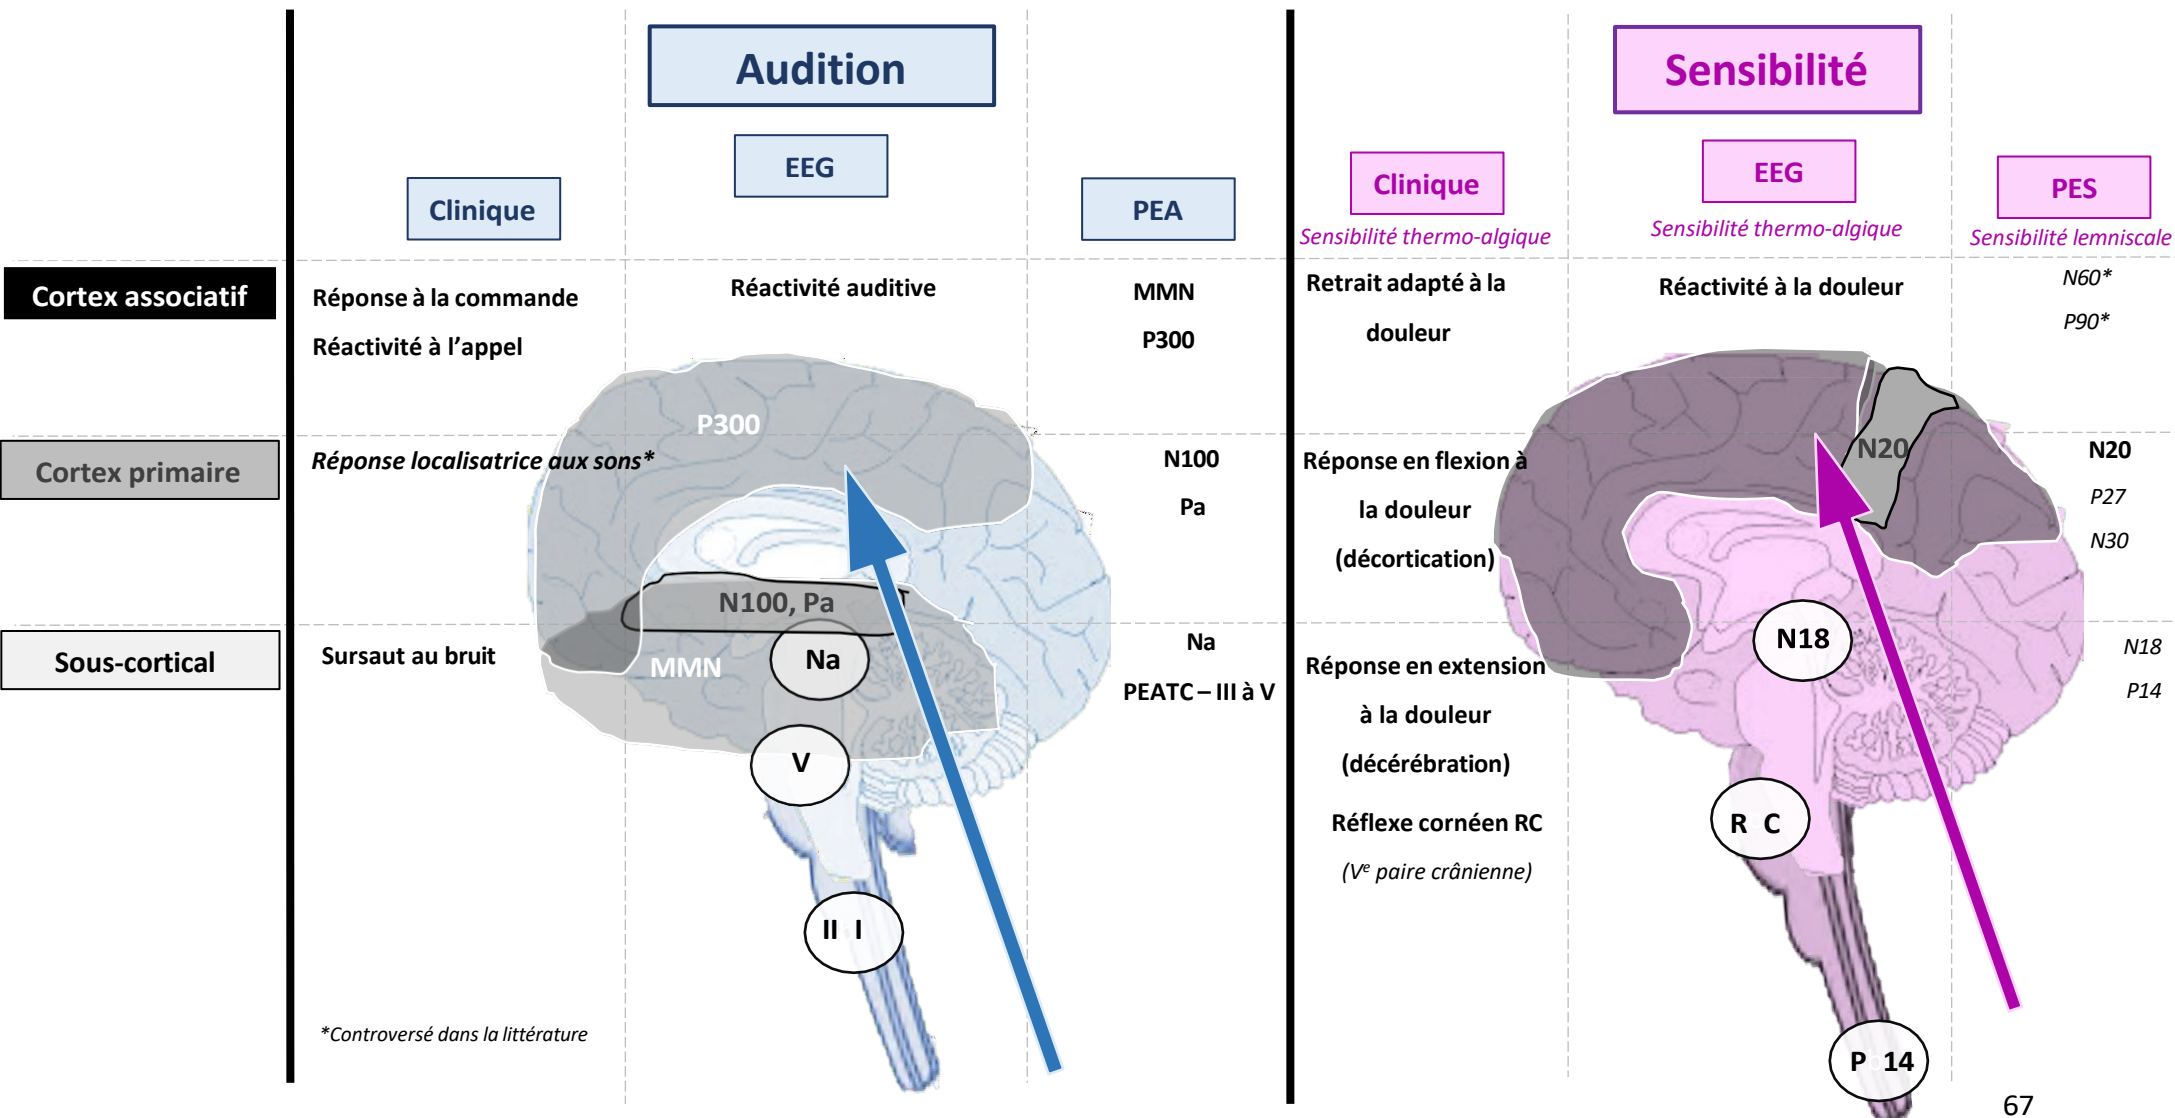 Audition
Sensibilité
EEG
Clinique
PEA
Clinique
Sensibilité thermo-algique
EEG
Sensibilité thermo-algique
PES
Sensibilité lemniscale
Cortex associatif
Réponse à la commande
Réactivité à l’appel
Réactivité auditive
MMN
P300
Retrait adapté à la
douleur
Réactivité à la douleur
N60*
P90*
P300
Cortex primaire
Réponse localisatrice aux sons*
N100
Pa
Réponse en flexion à
la douleur
(décortication)
N20
N20
P27
N30
N100, Pa
Sous-cortical
Sursaut au bruit
MMN
Na
V
II I
Na
PEATC – III à V
Réponse en extension
à la douleur
(décérébration)
Réflexe cornéen RC
(Ve paire crânienne)
N18
R C
P 14
N18
P14
*Controversé dans la littérature
67